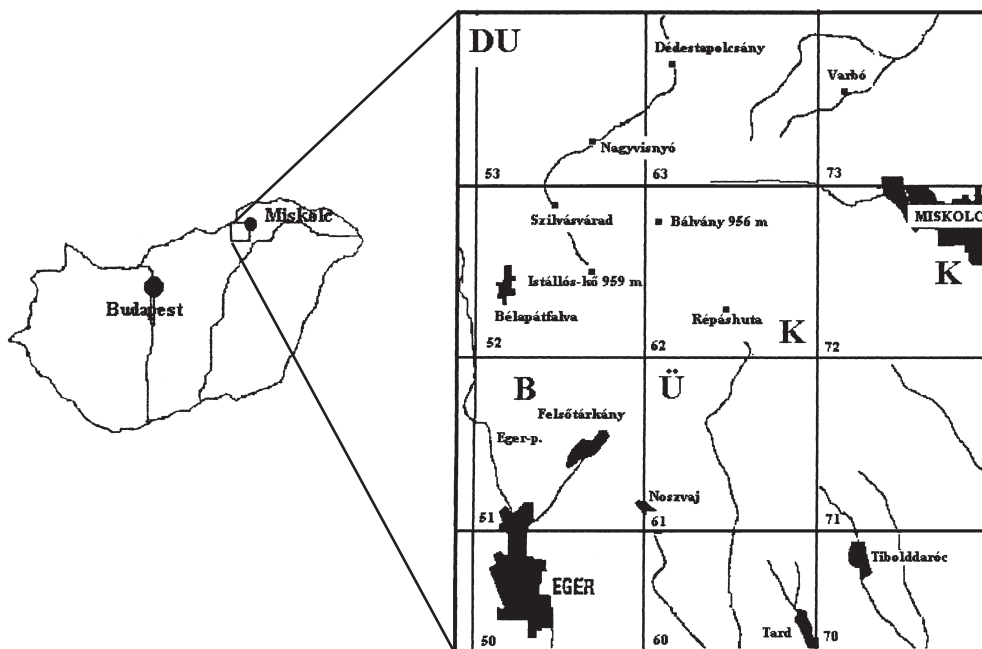 DU
Dédestapolcsány
Varbó
Nagyvisnyó
53
63
73
Miskolc
Szilvásvárad
Bálvány 956 m
MISKOLC
K
Istállós-kő 959 m
Budapest
Bélapátfalva
Répáshuta
K
52
62
72
B
Ü
Felsőtárkány
Eger-p.
Noszvaj
51
61
71
Tibolddaróc
EGER
Tard
50
60
70